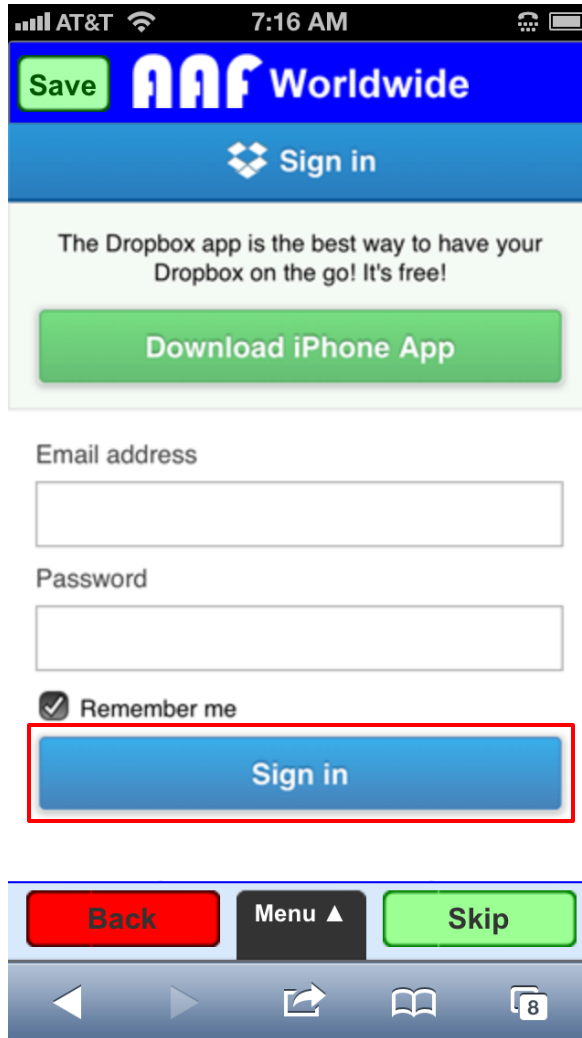 AT&T 7:16 AM
Save AAF Worldwide
Sign in
The Dropbox app is the best way to have your
Dropbox on the go! It's free!
Download iPhone App
Email address
Password
Remember me
Sign in
Back Menu ▲ Skip
8